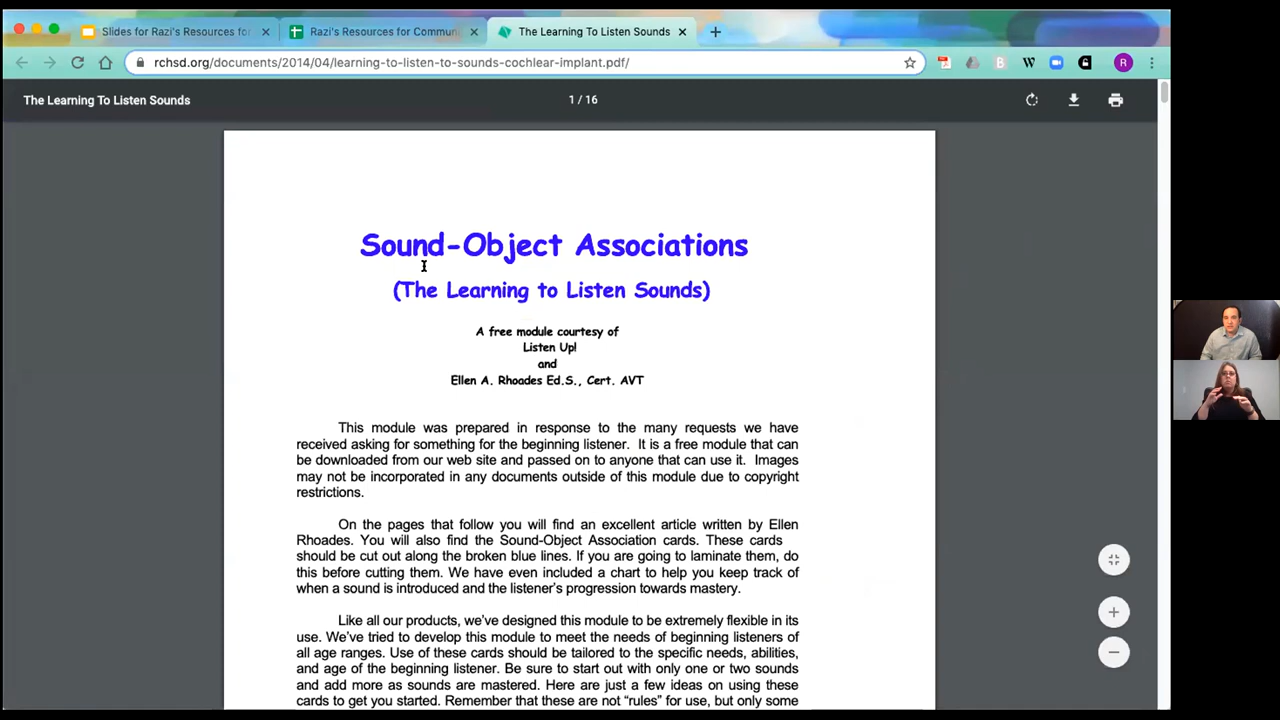 Slides for Razi's Resources for
Razi's Resources for Commun
The Learning To Listen Sounds
rchsd.org/documents/2014/04/learning-to-listen-to-sounds-cochlear-implant.pdf/
W
R
The Learning To Listen Sounds
1 / 16
Sound-Object Associations
(The Learning to Listen Sounds)
A free module courtesy of
Listen Up!
and
Ellen A. Rhoades Ed.S., Cert. AVT
This module was prepared in response to the many requests we have
received asking for something for the beginning listener. It is a free module that can
be downloaded from our web site and passed on to anyone that can use it. Images
may not be incorporated in any documents outside of this module due to copyright
restrictions.
On the pages that follow you will find an excellent article written by Ellen
Rhoades. You will also find the Sound-Object Association cards. These cards
should be cut out along the broken blue lines. If you are going to laminate them, do
this before cutting them. We have even included a chart to help you keep track of
when a sound is introduced and the listener's progression towards mastery.
Like all our products, we've designed this module to be extremely flexible in its
use. We've tried to develop this module to meet the needs of beginning listeners of
all age ranges. Use of these cards should be tailored to the specific needs, abilities,
and age of the beginning listener. Be sure to start out with only one or two sounds
and add more as sounds are mastered. Here are just a few ideas on using these
cards to get you started. Remember that these are not “rules” for use, but only some